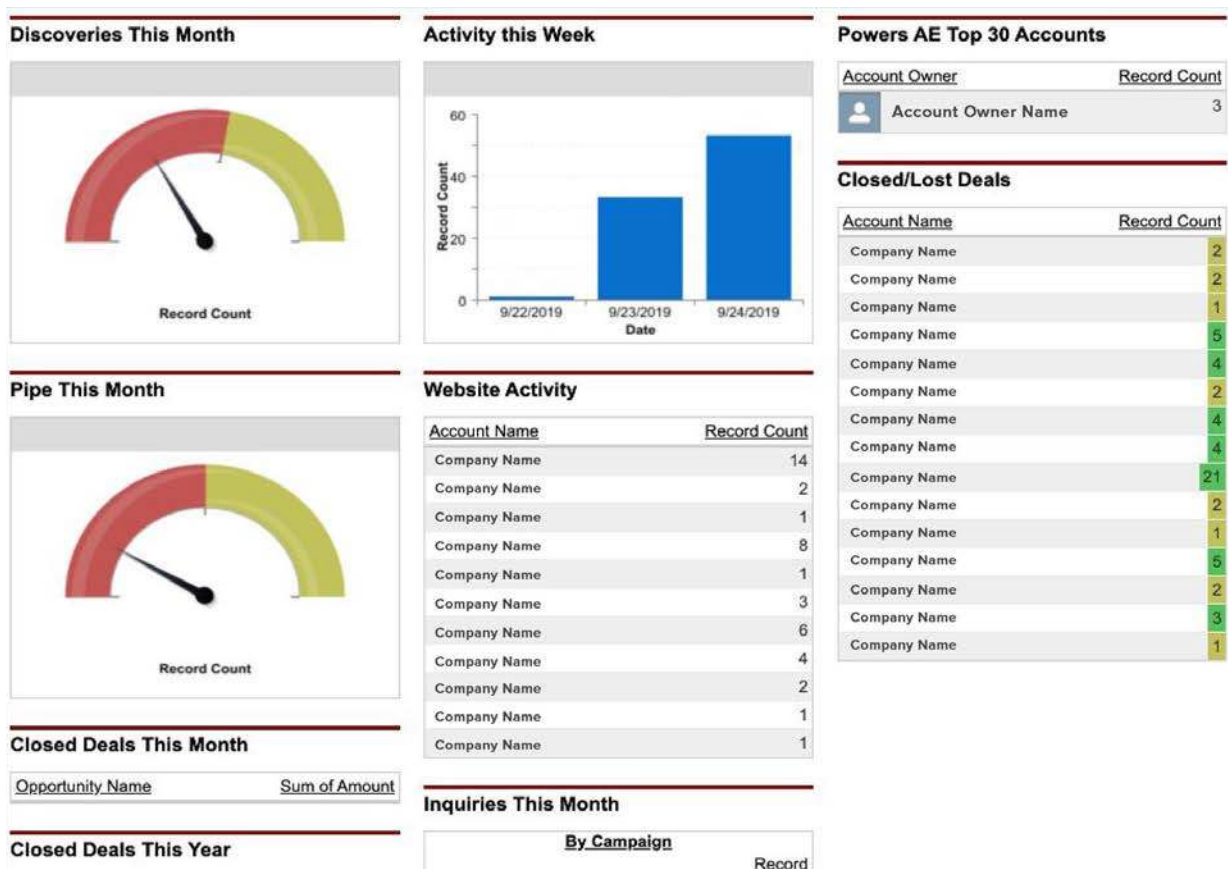 Discoveries This Month
Record Count
Pipe This Month
Record Count
Closed Deals This Month
Opportunity Name Sum of Amount
Closed Deals This Year
Activity this Week
60
40
20
0
Record Count
9/22/2019 9/23/2019 9/24/2019
Date
Website Activity
Account Name Record Count
Company Name 14
Company Name 2
Company Name 1
Company Name 8
Company Name 1
Company Name 3
Company Name 6
Company Name 4
Company Name 2
Company Name 1
Company Name 1
Inquiries This Month
By Campaign
Record
Powers AE Top 30 Accounts
Account Owner Record Count
Account Owner Name 3
Closed/Lost Deals
Account Name Record Count
Company Name 2
Company Name 2
Company Name 1
Company Name 5
Company Name 4
Company Name 2
Company Name 4
Company Name 4
Company Name 21
Company Name 2
Company Name 1
Company Name 5
Company Name 2
Company Name 3
Company Name 1